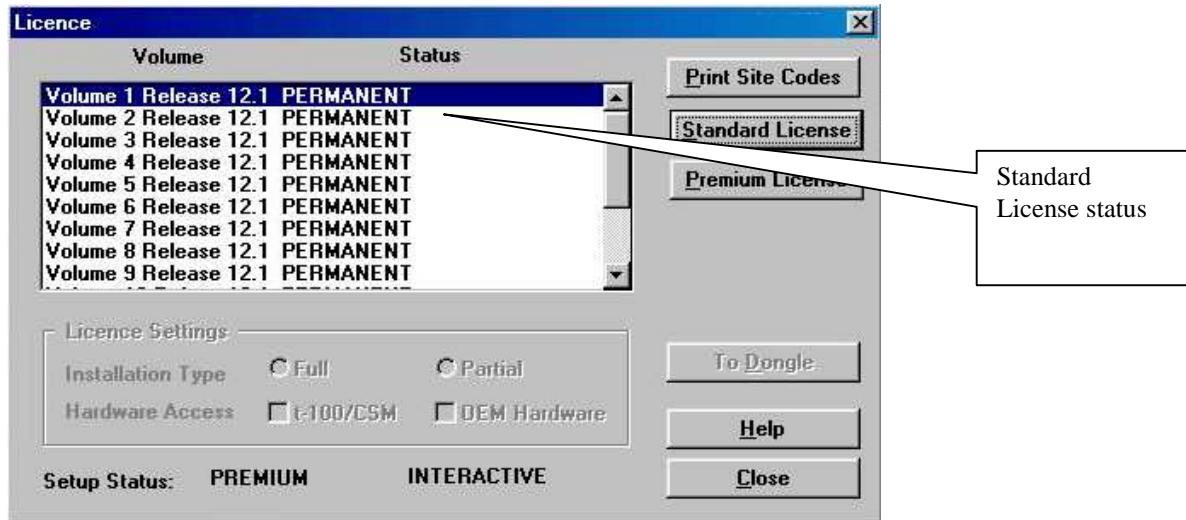 Licence
Volume Status
Volume 1 Release 12.1 PERMANENT
Volume 2 Release 12.1 PERMANENT
Volume 3 Release 12.1 PERMANENT
Volume 4 Release 12.1 PERMANENT
Volume 5 Release 12.1 PERMANENT
Volume 6 Release 12.1 PERMANENT
Volume 7 Release 12.1 PERMANENT
Volume 8 Release 12.1 PERMANENT
Volume 9 Release 12.1 PERMANENT
Print Site Codes
Standard License
Premium License
Standard
License status
Licence Settings
Installation Type Full Partial
Hardware Access t-100/CSM OEM Hardware
To Dongle
Help
Setup Status: PREMIUM INTERACTIVE
Close